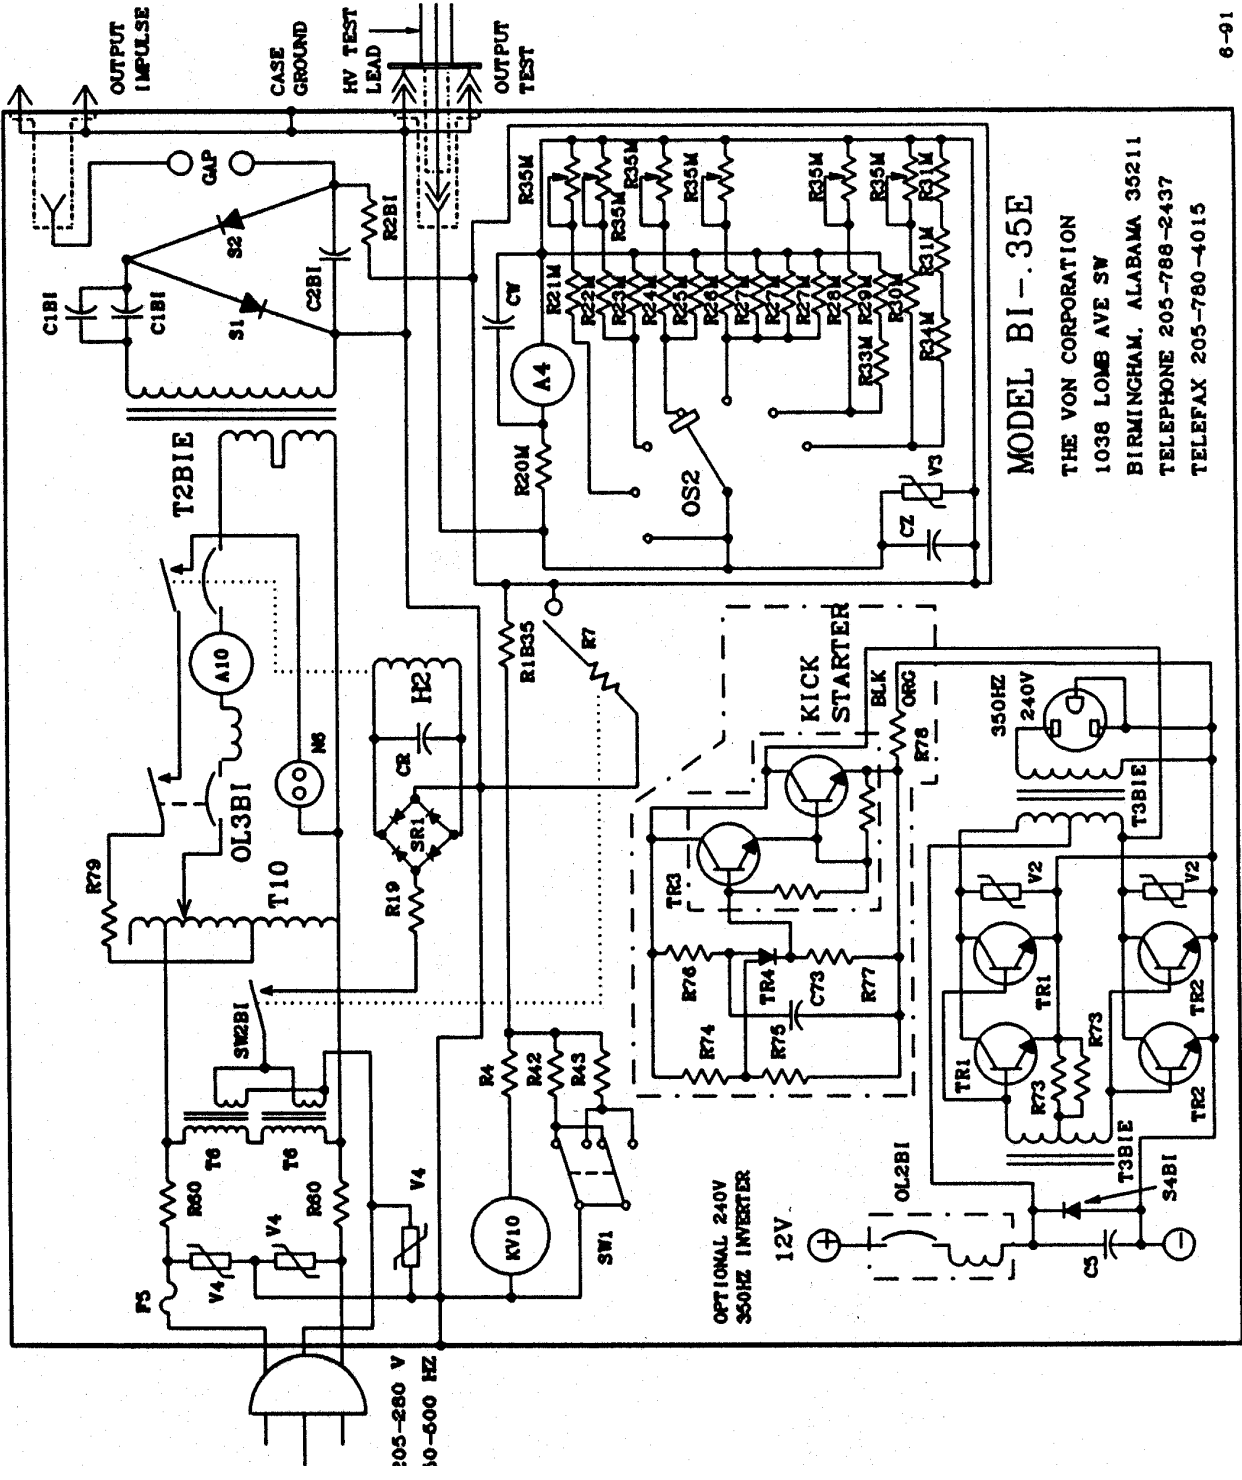 OUTPUT
IMPULSE
CASE
GROUND
HV TEST
LEAD
OUTPUT
TEST
6-91
C1BI
C1BI
S1
S2
GAP
C2BI
R2BI
T2BIE
A10
OL3BI
N6
R79
T10
H2
CR
SR1
R19
SW2BI
T6
T6
R60
R60
V4
V4
V4
F5
205-280 V
60-600 HZ
CW
A4
R20M
R21M
R22M
R23M
R24M
R25M
R26M
R27M
R27M
R27M
R28M
R29M
R30M
R31M
R31M
R33M
R34M
R35M
R35M
R35M
R35M
R35M
R35M
OS2
CZ
V3
R1B35
R7
R4
R42
R43
KV10
SW1
KICK
STARTER
BLK
ORG
R78
TR3
R76
TR4
C73
R77
R74
R75
350HZ
240V
T3BIE
V2
V2
TR1
TR1
TR2
TR2
R73
R73
T3BIE
S4BI
C5
OL2BI
12V
+
−
OPTIONAL 240V
350HZ INVERTER
MODEL BI-.35E
THE VON CORPORATION
1038 LOMB AVE SW
BIRMINGHAM, ALABAMA 35211
TELEPHONE 205-788-2437
TELEFAX 205-780-4015